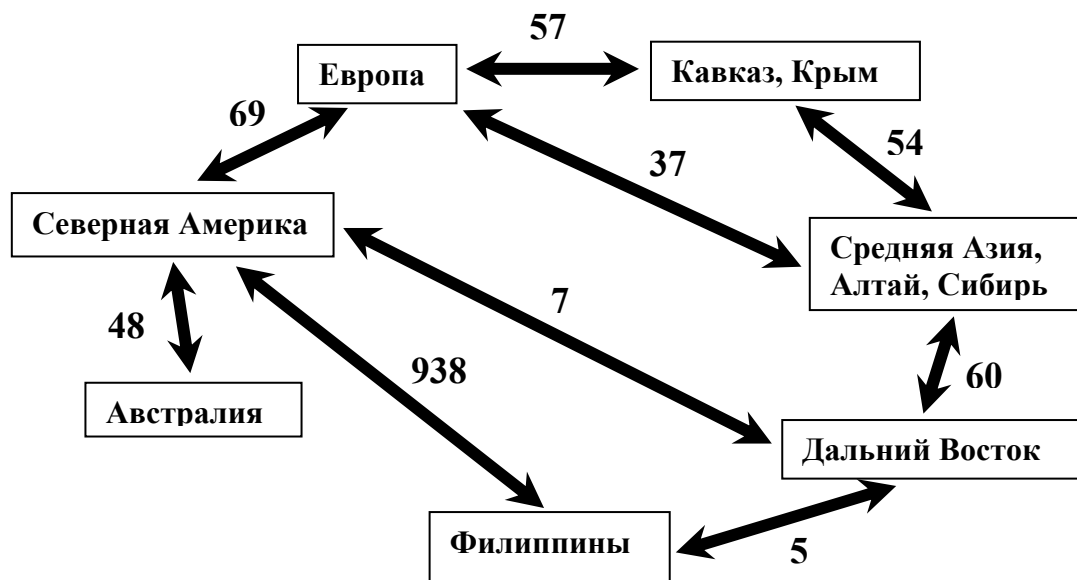 57
Европа
Кавказ, Крым
69
54
37
Северная Америка
Средняя Азия,
Алтай, Сибирь
7
48
938
60
Австралия
Дальний Восток
Филиппины
5